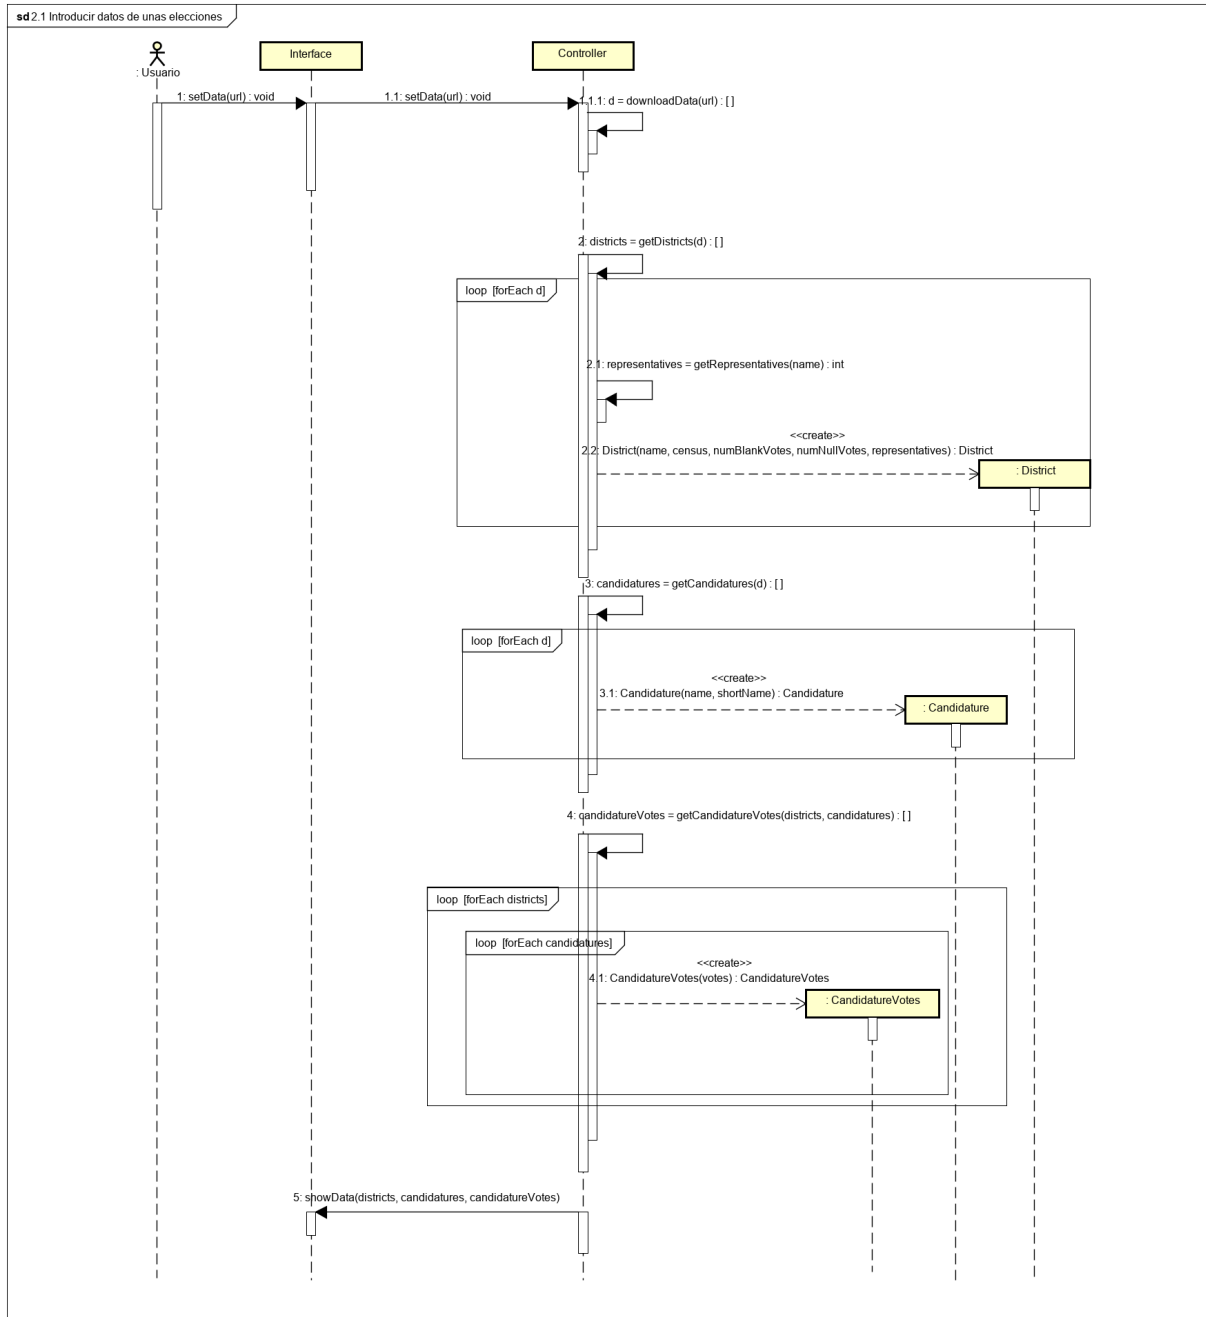 sd 2.1 Introducir datos de unas elecciones
: Usuario
Interface
Controller
1: setData(url) : void
1.1: setData(url) : void
1.1.1: d = downloadData(url) : [ ]
2: districts = getDistricts(d) : [ ]
loop [forEach d]
2.1: representatives = getRepresentatives(name) : int
<<create>>
2.2: District(name, census, numBlankVotes, numNullVotes, representatives) : District
: District
3: candidatures = getCandidatures(d) : [ ]
loop [forEach d]
<<create>>
3.1: Candidature(name, shortName) : Candidature
: Candidature
4: candidatureVotes = getCandidatureVotes(districts, candidatures) : [ ]
loop [forEach districts]
loop [forEach candidatures]
<<create>>
4.1: CandidatureVotes(votes) : CandidatureVotes
: CandidatureVotes
5: showData(districts, candidatures, candidatureVotes)